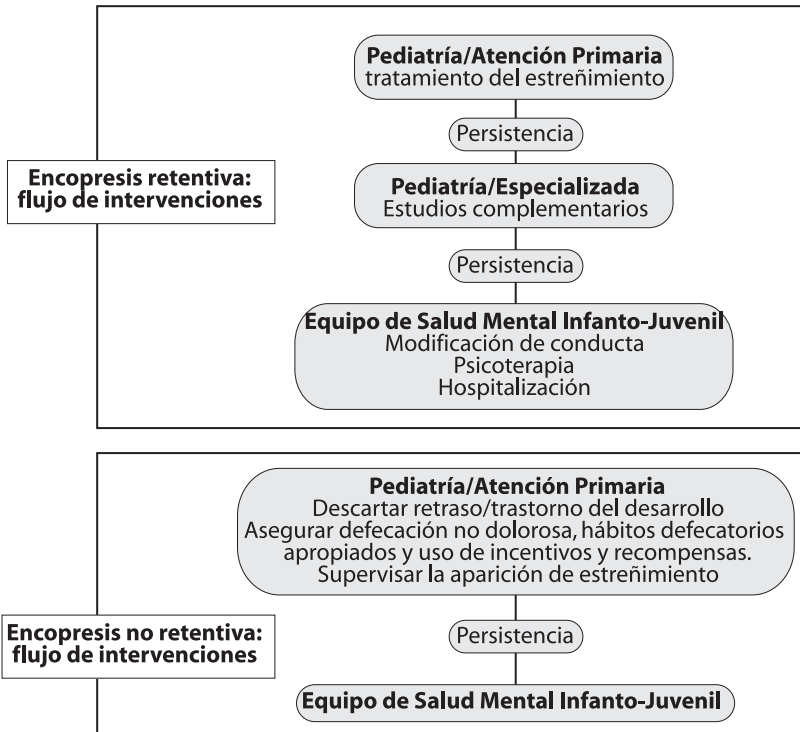 Encopresis retentiva:
flujo de intervenciones
Pediatría/Atención Primaria
tratamiento del estreñimiento
Persistencia
Pediatría/Especializada
Estudios complementarios
Persistencia
Equipo de Salud Mental Infanto-Juvenil
Modificación de conducta
Psicoterapia
Hospitalización
Encopresis no retentiva:
flujo de intervenciones
Pediatría/Atención Primaria
Descartar retraso/trastorno del desarrollo
Asegurar defecación no dolorosa, hábitos defecatorios
apropiados y uso de incentivos y recompensas.
Supervisar la aparición de estreñimiento
Persistencia
Equipo de Salud Mental Infanto-Juvenil